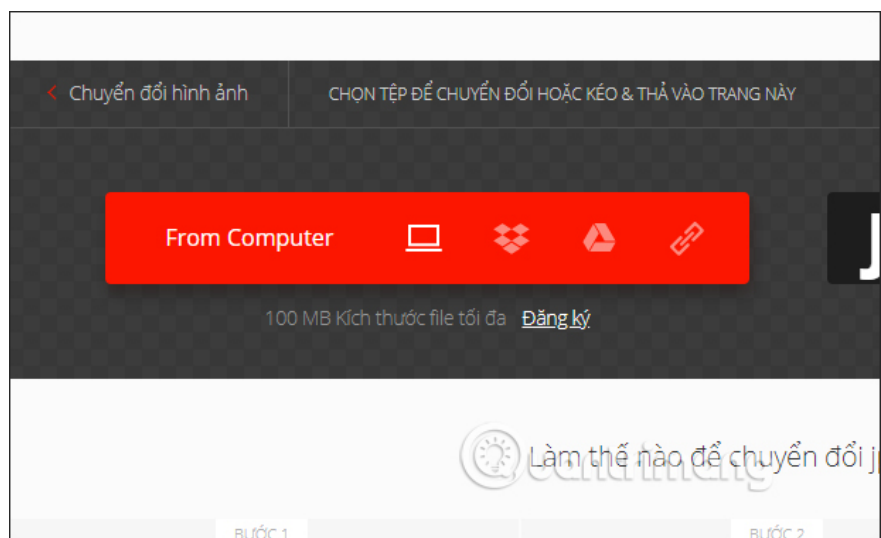 Chuyển đổi hình ảnh
CHỌN TỆP ĐỂ CHUYỂN ĐỔI HOẶC KÉO & THẢ VÀO TRANG NÀY
From Computer
J
100 MB Kích thước file tối đa Đăng ký
Làm thế nào để chuyển đổi j
BƯỚC 1
BƯỚC 2